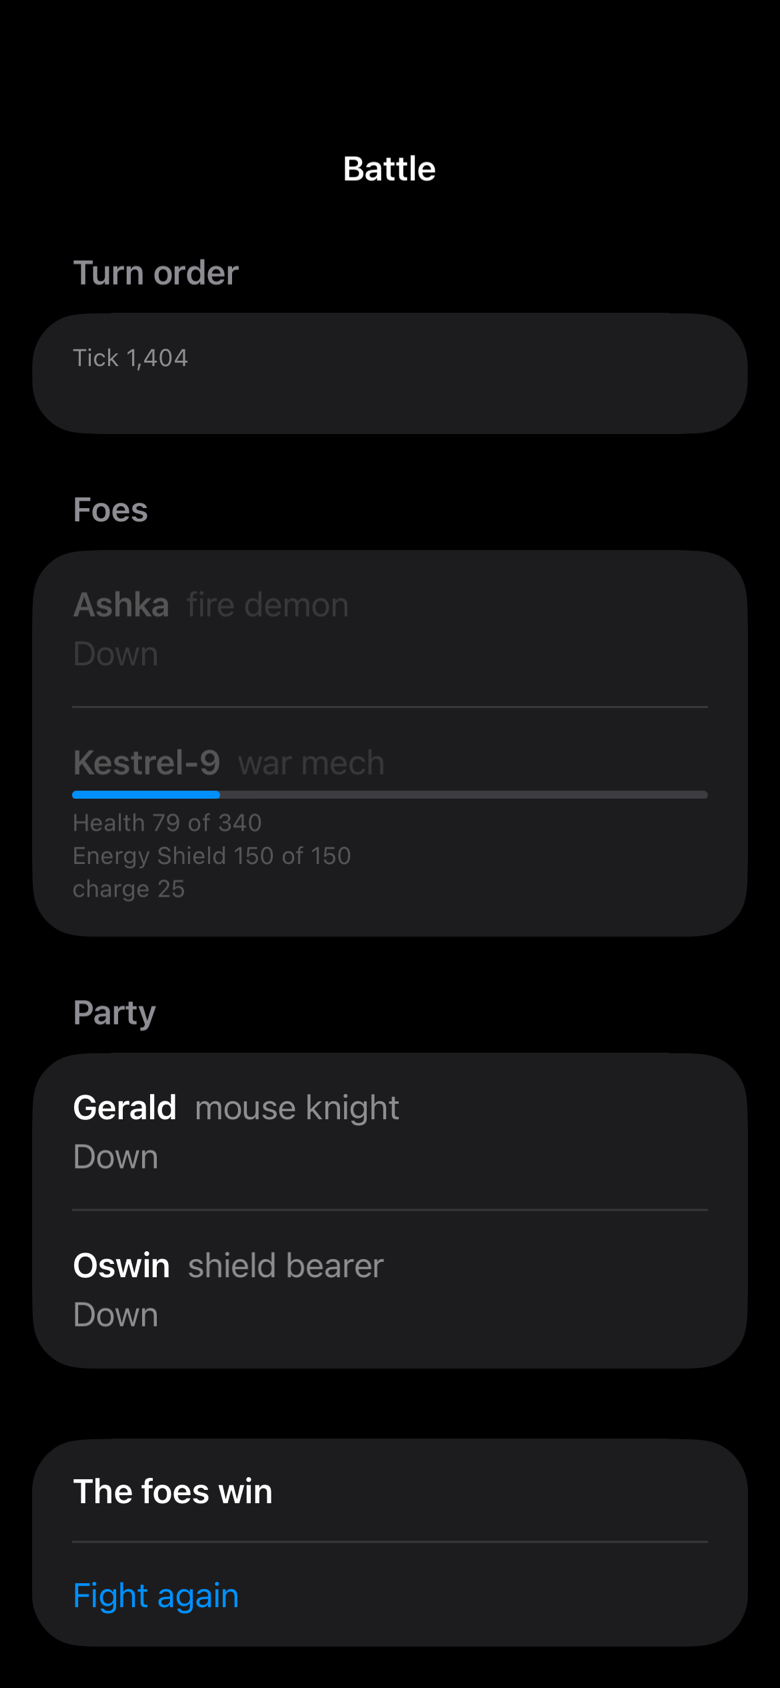 Battle
Turn order
Tick 1,404
Foes
Ashka fire demon
Down
Kestrel-9 war mech
Health 79 of 340
Energy Shield 150 of 150
charge 25
Party
Gerald mouse knight
Down
Oswin shield bearer
Down
The foes win
Fight again